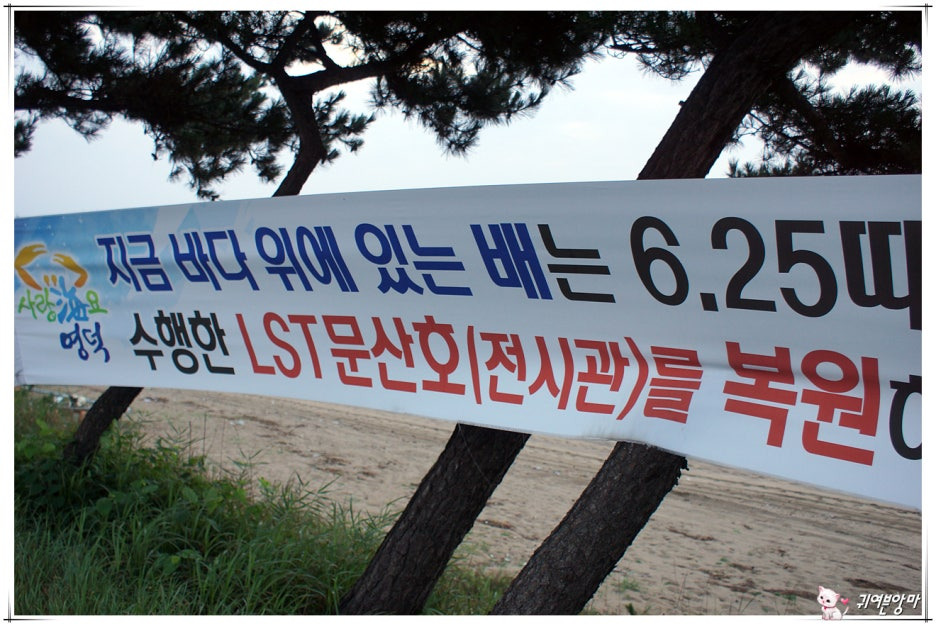 지금 바다 위에 있는 배는 6.25때
수행한 LST문산호(전시관)를 복원하
사랑海요
영덕
귀여븐앙마